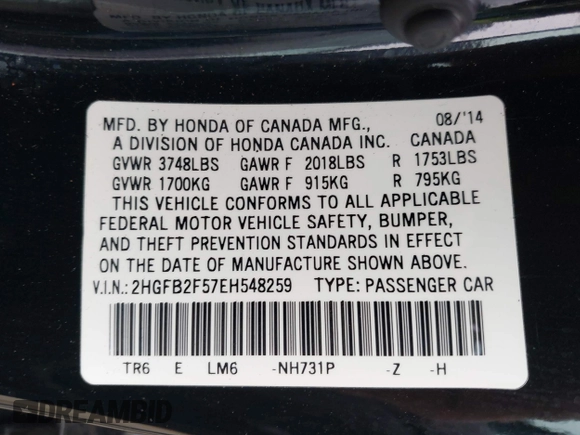 MFD. BY HONDA OF CANADA MFG., 08/'14
A DIVISION OF HONDA CANADA INC. CANADA
GVWR 3748LBS GAWR F 2018LBS R 1753LBS
GVWR 1700KG GAWR F 915KG R 795KG
THIS VEHICLE CONFORMS TO ALL APPLICABLE
FEDERAL MOTOR VEHICLE SAFETY, BUMPER,
AND THEFT PREVENTION STANDARDS IN EFFECT
ON THE DATE OF MANUFACTURE SHOWN ABOVE.
V.I.N.: 2HGFB2F57EH548259 TYPE: PASSENGER CAR
TR6 E LM6 -NH731P -Z -H
DREAMBID